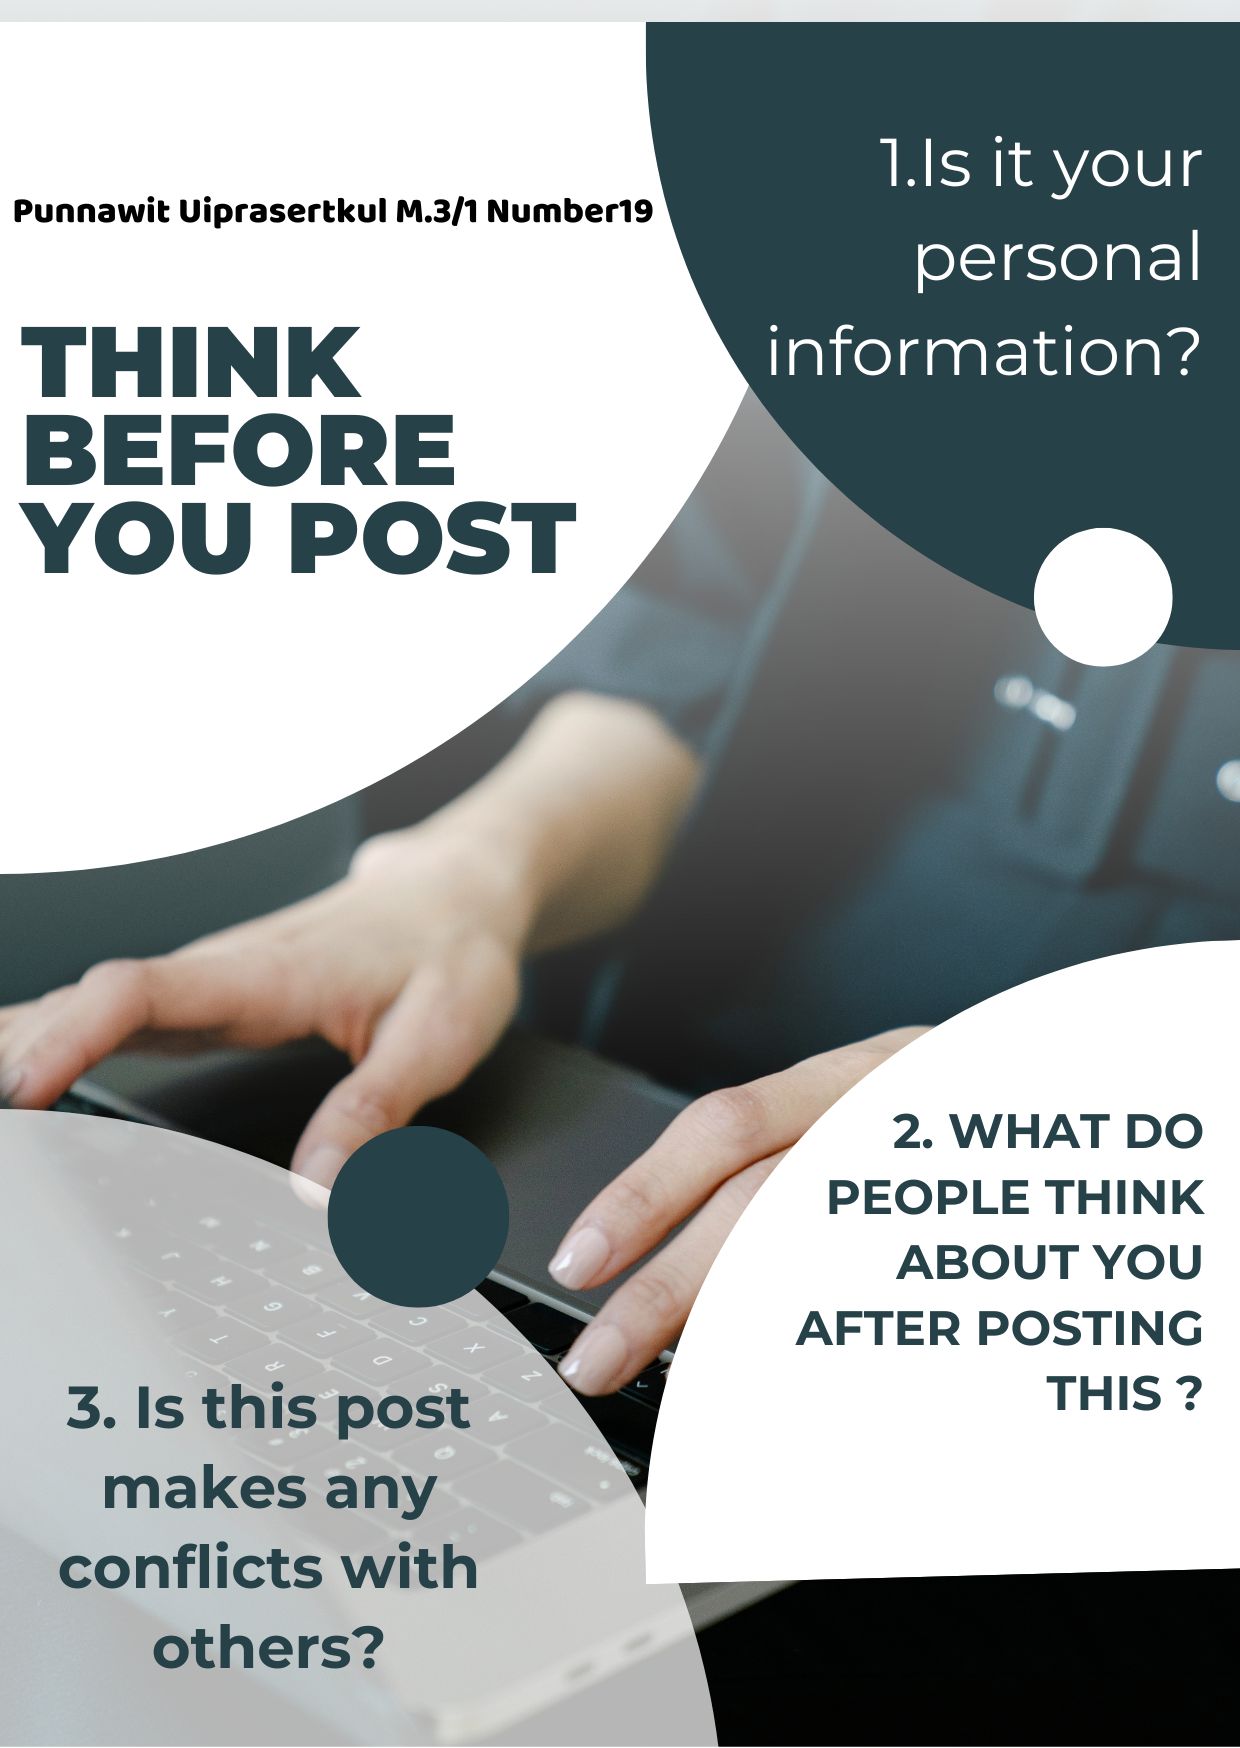 Punnawit Uiprasertkul M.3/1 Number19
THINK
BEFORE
YOU POST
1.Is it your
personal
information?
2. WHAT DO
PEOPLE THINK
ABOUT YOU
AFTER POSTING
THIS ?
3. Is this post
makes any
conflicts with
others?